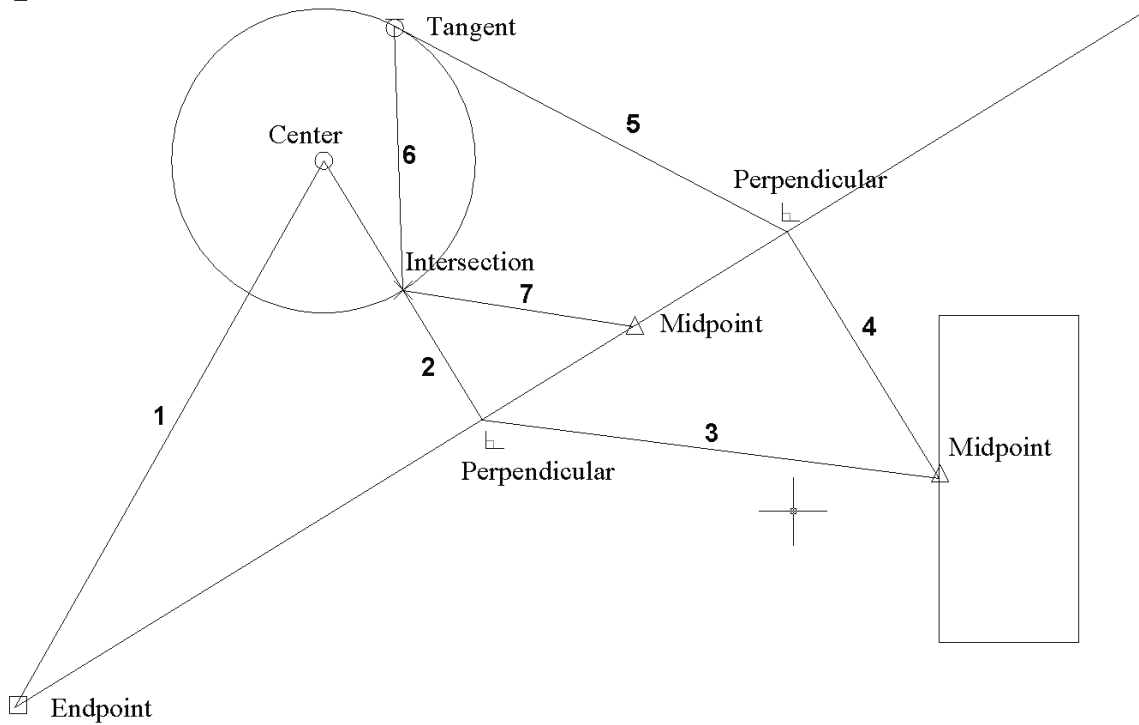 Tangent
5
Center
6
Perpendicular
Intersection
7
Midpoint
4
2
1
3
Midpoint
Perpendicular
Endpoint